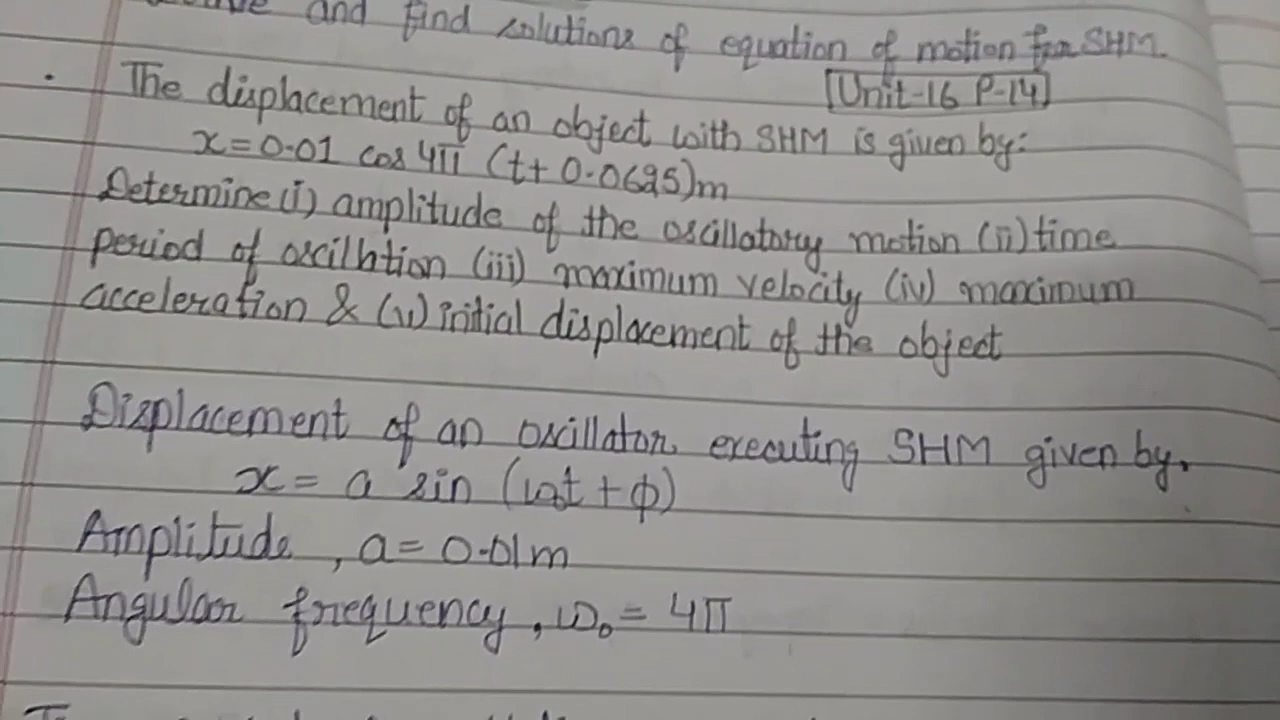 and find solutions of equation of motion for SHM.
[Unit-16 P-14]
The displacement of an object with SHM is given by:
x=0.01 cos 4π (t+0.0695)m
Determine (i) amplitude of the oscillatory motion (ii) time
period of oscillation (iii) maximum velocity (iv) maximum
acceleration & (v) initial displacement of the object
Displacement of an oscillator executing SHM given by,
x = a sin (ωt + φ)
Amplitude, a = 0.01m
Angular frequency, ω₀ = 4π